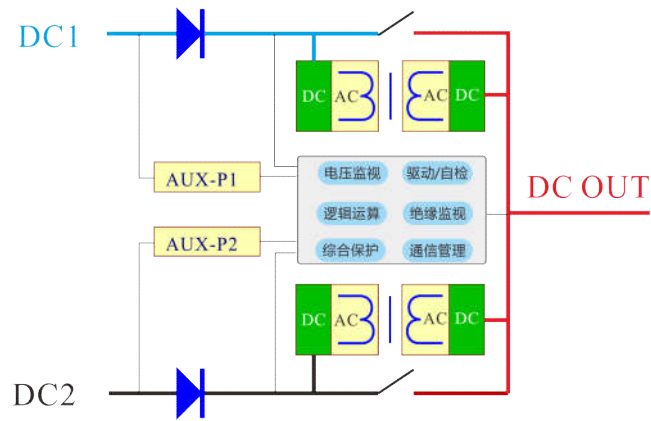 DC1
DC AC AC DC
AUX-P1
电压监视 驱动/自检
DC OUT
逻辑运算 绝缘监视
AUX-P2
综合保护 通信管理
DC AC AC DC
DC2